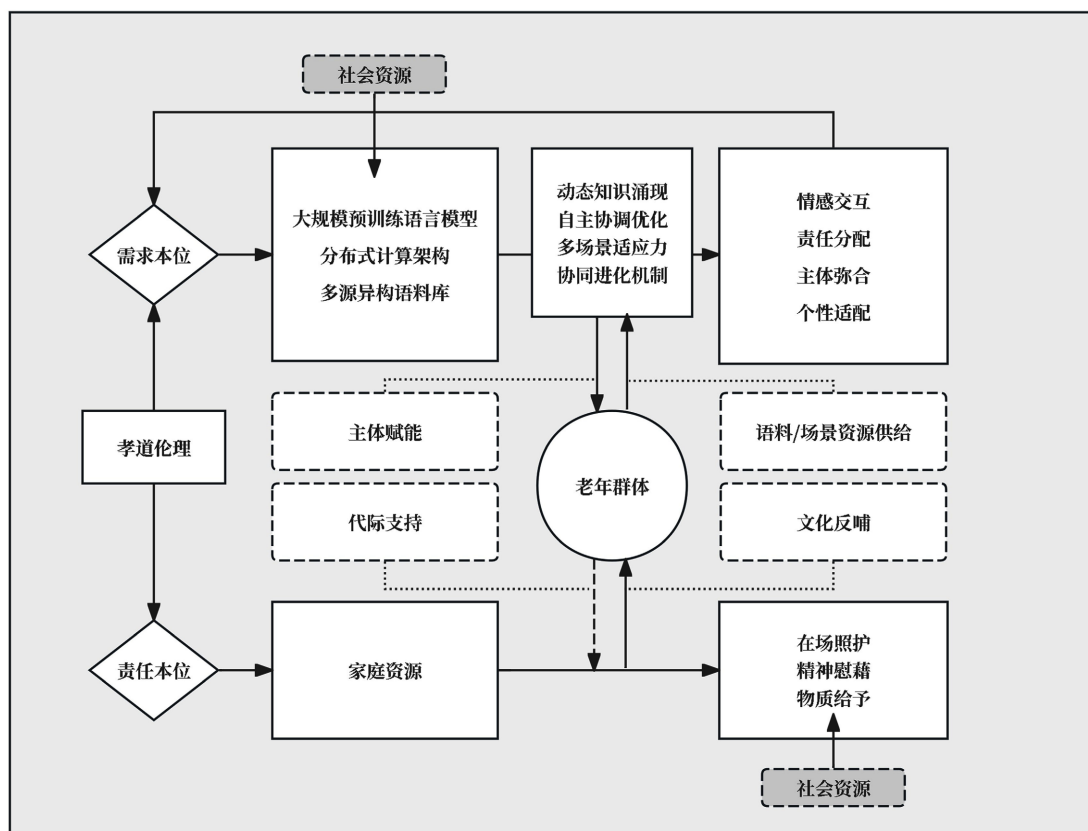 社会资源
需求本位
大规模预训练语言模型
分布式计算架构
多源异构语料库
动态知识涌现
自主协调优化
多场景适应力
协同进化机制
情感交互
责任分配
主体弥合
个性适配
孝道伦理
主体赋能
语料/场景资源供给
老年群体
代际支持
文化反哺
责任本位
家庭资源
在场照护
精神慰藉
物质给予
社会资源